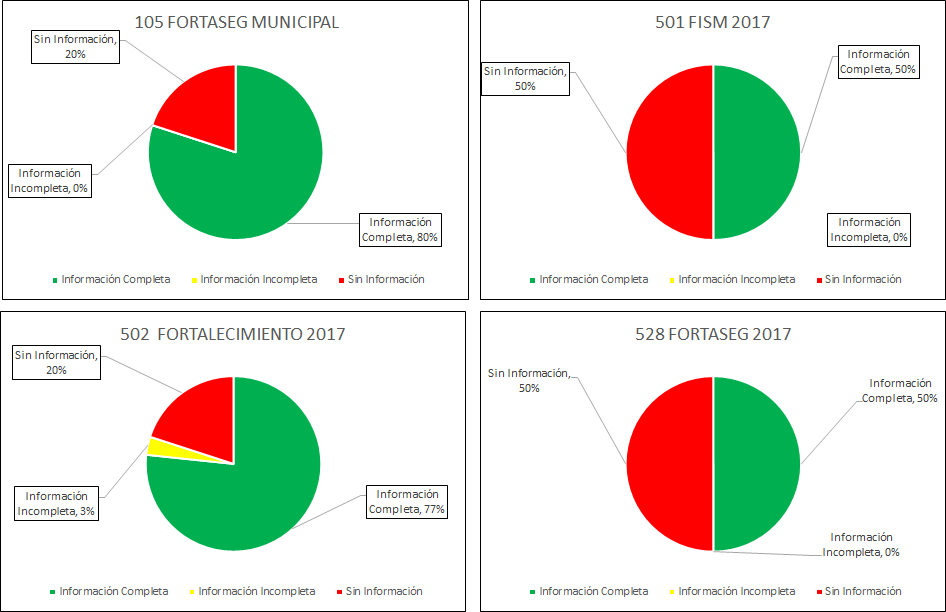 105 FORTASEG MUNICIPAL
Sin Información,
20%
Información
Incompleta, 0%
Información
Completa, 80%
Información Completa
Información Incompleta
Sin Información
501 FISM 2017
Información
Completa, 50%
Sin Información,
50%
Información
Incompleta, 0%
Información Completa
Información Incompleta
Sin Información
502 FORTALECIMIENTO 2017
Sin Información,
20%
Información
Incompleta, 3%
Información
Completa, 77%
Información Completa
Información Incompleta
Sin Información
528 FORTASEG 2017
Sin Información,
50%
Información
Completa, 50%
Información
Incompleta, 0%
Información Completa
Información Incompleta
Sin Información